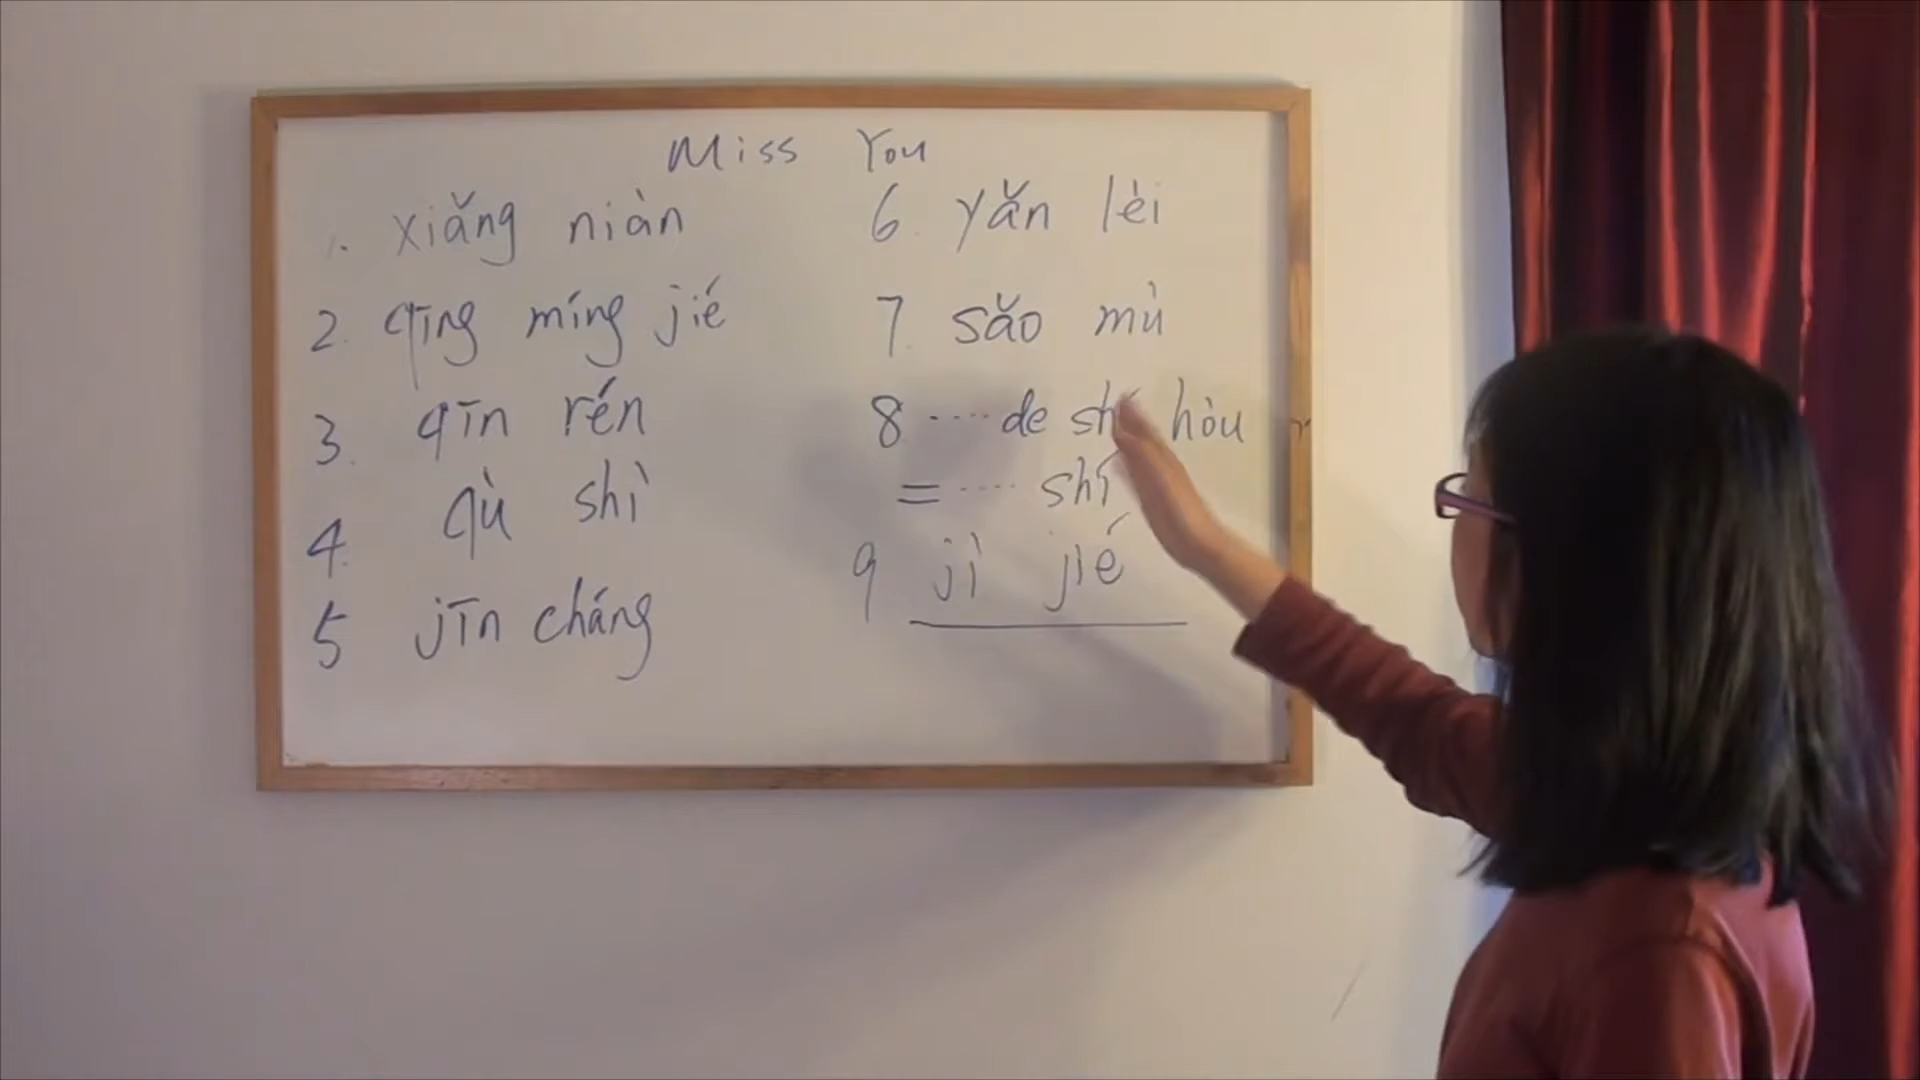 Miss You
1. xiǎng niàn
2. qīng míng jié
3. qīn rén
4. qù shì
5 jīn cháng
6. yǎn lèi
7. sǎo mù
8 .... de shí hòu
= .... shí
9 jì jié